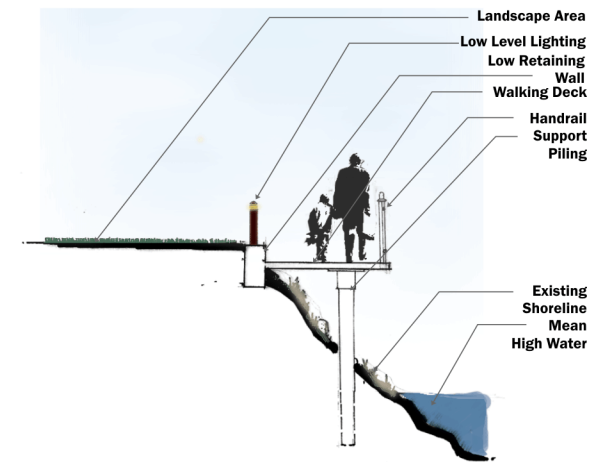 Landscape Area
Low Level Lighting
Low Retaining
Wall
Walking Deck
Handrail
Support
Piling
Existing
Shoreline
Mean
High Water